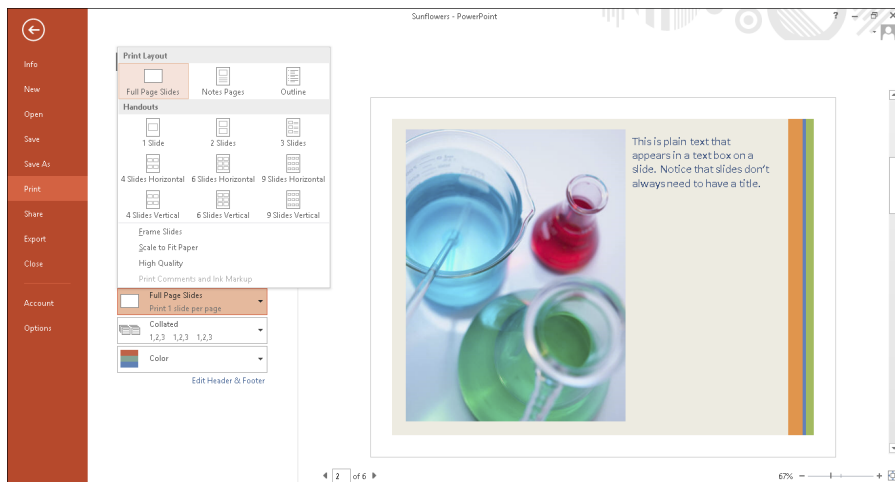 Sunflowers - PowerPoint
?
Info
New
Open
Save
Save As
Print
Share
Export
Close
Account
Options
Print Layout
Full Page Slides Notes Pages Outline
Handouts
1 Slide 2 Slides 3 Slides
4 Slides Horizontal 6 Slides Horizontal 9 Slides Horizontal
4 Slides Vertical 6 Slides Vertical 9 Slides Vertical
Frame Slides
Scale to Fit Paper
High Quality
Print Comments and Ink Markup
Full Page Slides
Print 1 slide per page
Collated
1,2,3 1,2,3 1,2,3
Color
Edit Header & Footer
This is plain text that
appears in a text box on a
slide. Notice that slides don't
always need to have a title.
2 of 6
67%